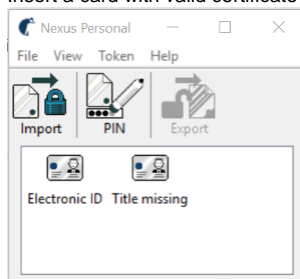 Insert a card with valid certificate
Nexus Personal
File View Token Help
Import PIN Export
Electronic ID Title missing